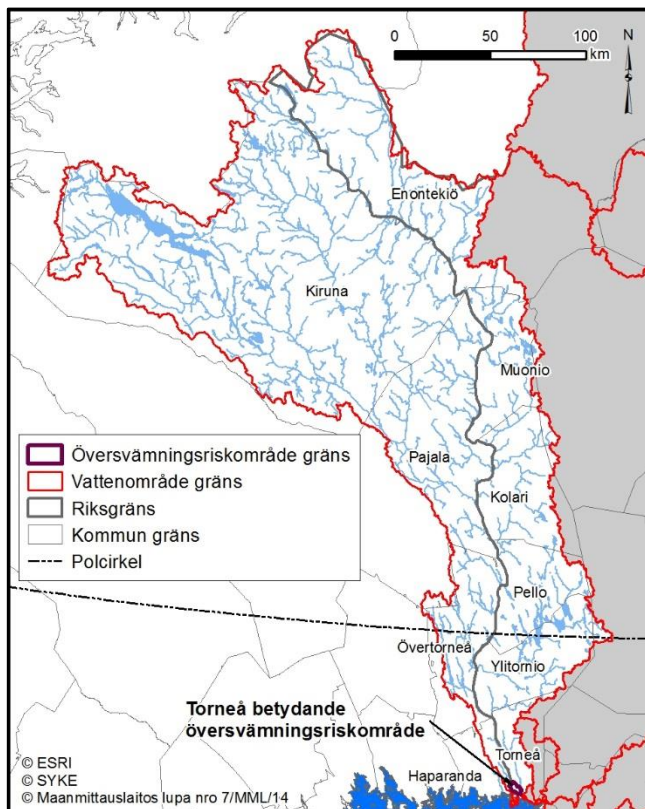 0 50 100
km
N
S
Enontekiö
Kiruna
Muonio
Översvämningsriskområde gräns
Vattenområde gräns
Riksgräns
Kommun gräns
Polcirkel
Pajala
Kolari
Pello
Övertorneå
Ylitornio
Torneå betydande
översvämningsriskområde
Torneå
Haparanda
© ESRI
© SYKE
© Maanmittauslaitos lupa nro 7/MML/14